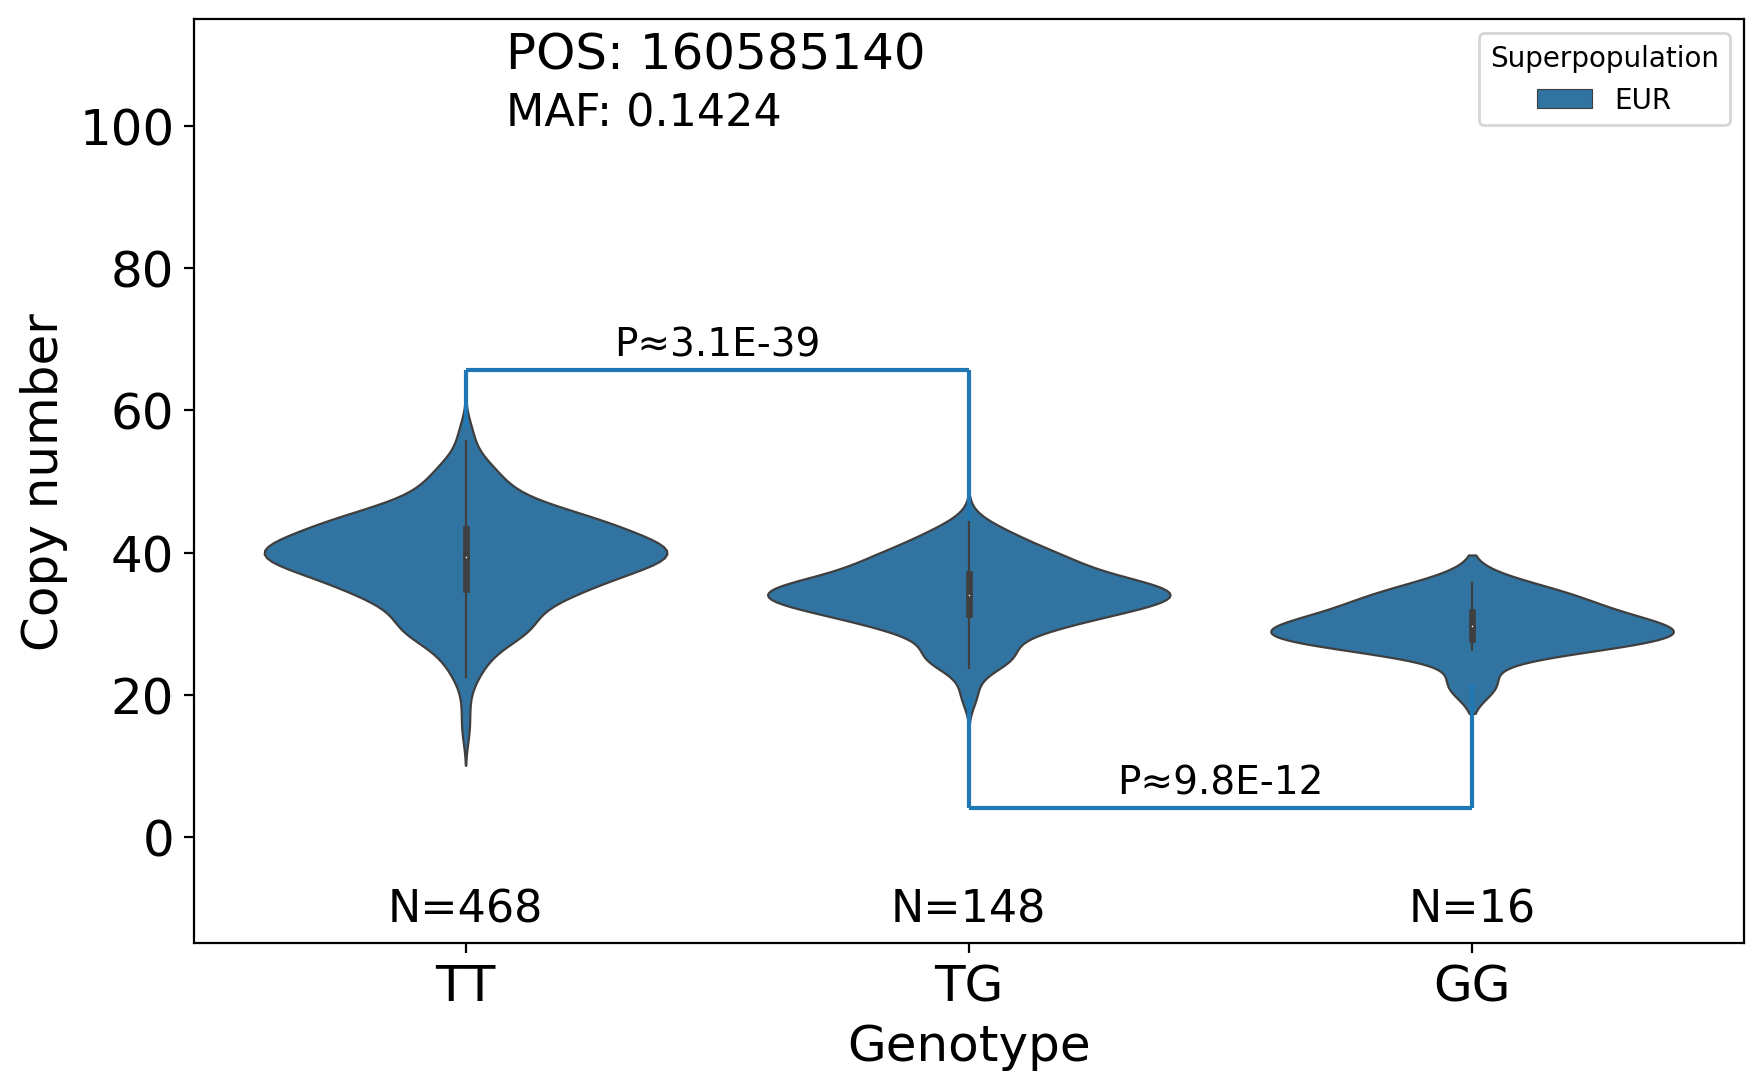 POS: 160585140
MAF: 0.1424
Superpopulation
EUR
Copy number
100
80
60
40
20
0
P≈3.1E-39
P≈9.8E-12
N=468 N=148 N=16
TT TG GG
Genotype